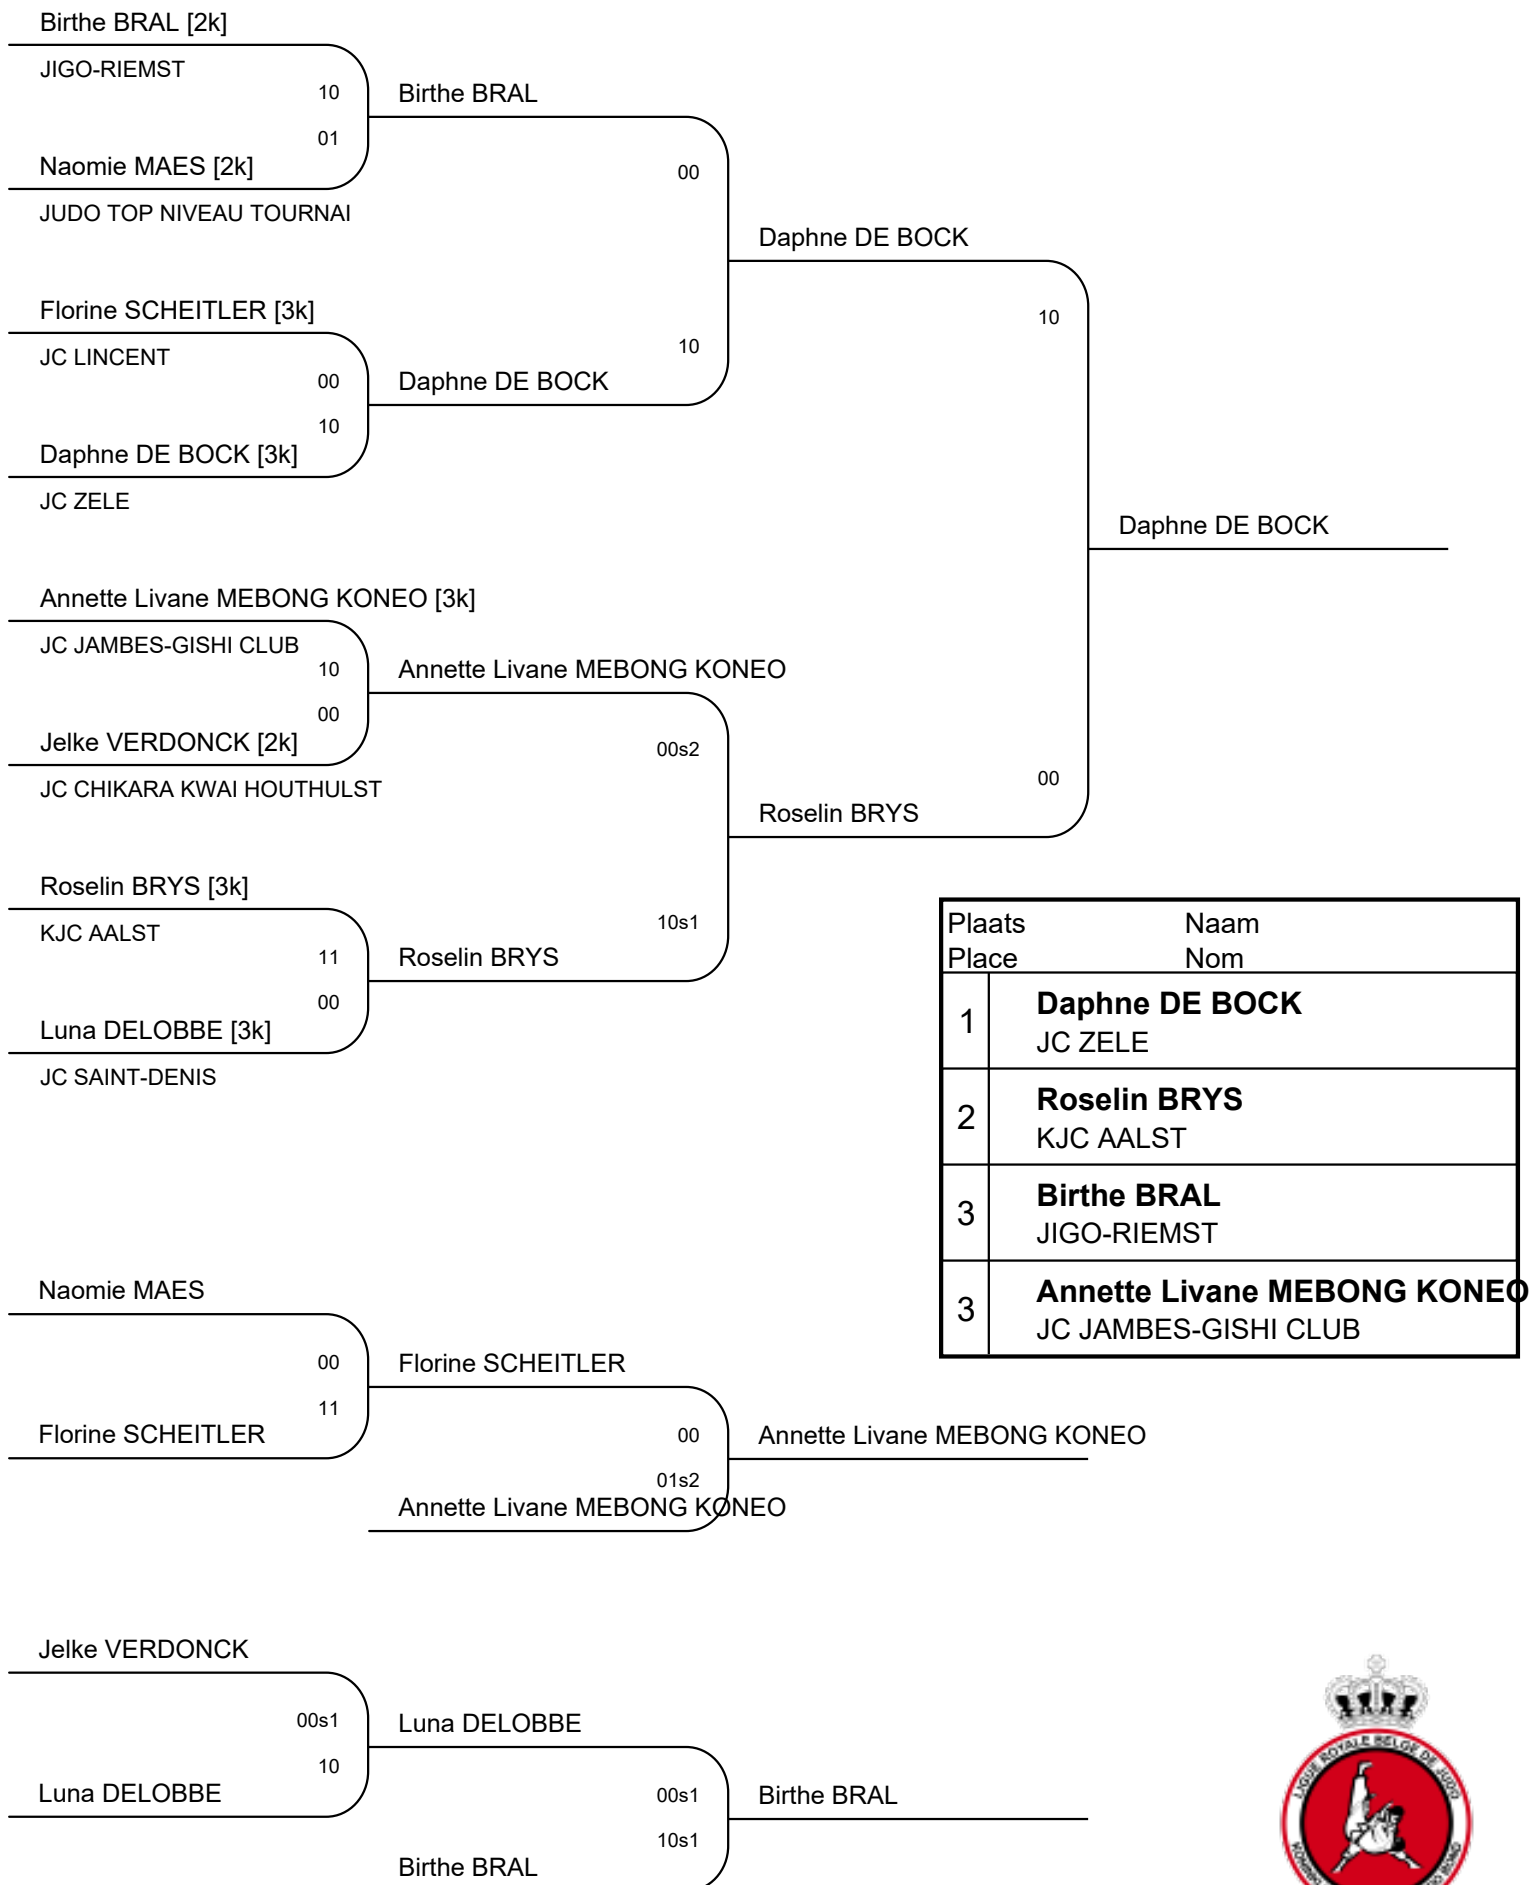 Birthe BRAL [2k]
JIGO-RIEMST
10
Birthe BRAL
01
Naomie MAES [2k]
00
JUDO TOP NIVEAU TOURNAI
Daphne DE BOCK
Florine SCHEITLER [3k]
10
JC LINCENT
10
00
Daphne DE BOCK
10
Daphne DE BOCK [3k]
JC ZELE
Daphne DE BOCK
Annette Livane MEBONG KONEO [3k]
JC JAMBES-GISHI CLUB
10
Annette Livane MEBONG KONEO
00
Jelke VERDONCK [2k]
00s2
JC CHIKARA KWAI HOUTHULST
00
Roselin BRYS
Roselin BRYS [3k]
10s1
KJC AALST
11
Roselin BRYS
00
Luna DELOBBE [3k]
JC SAINT-DENIS
Plaats Naam
Place Nom
1 Daphne DE BOCK
JC ZELE
2 Roselin BRYS
KJC AALST
3 Birthe BRAL
JIGO-RIEMST
3 Annette Livane MEBONG KONEO
JC JAMBES-GISHI CLUB
Naomie MAES
00
Florine SCHEITLER
11
Florine SCHEITLER
00
Annette Livane MEBONG KONEO
01s2
Annette Livane MEBONG KONEO
Jelke VERDONCK
00s1
Luna DELOBBE
10
Luna DELOBBE
00s1
Birthe BRAL
10s1
Birthe BRAL
LIGUE ROYALE BELGE DE JUDO